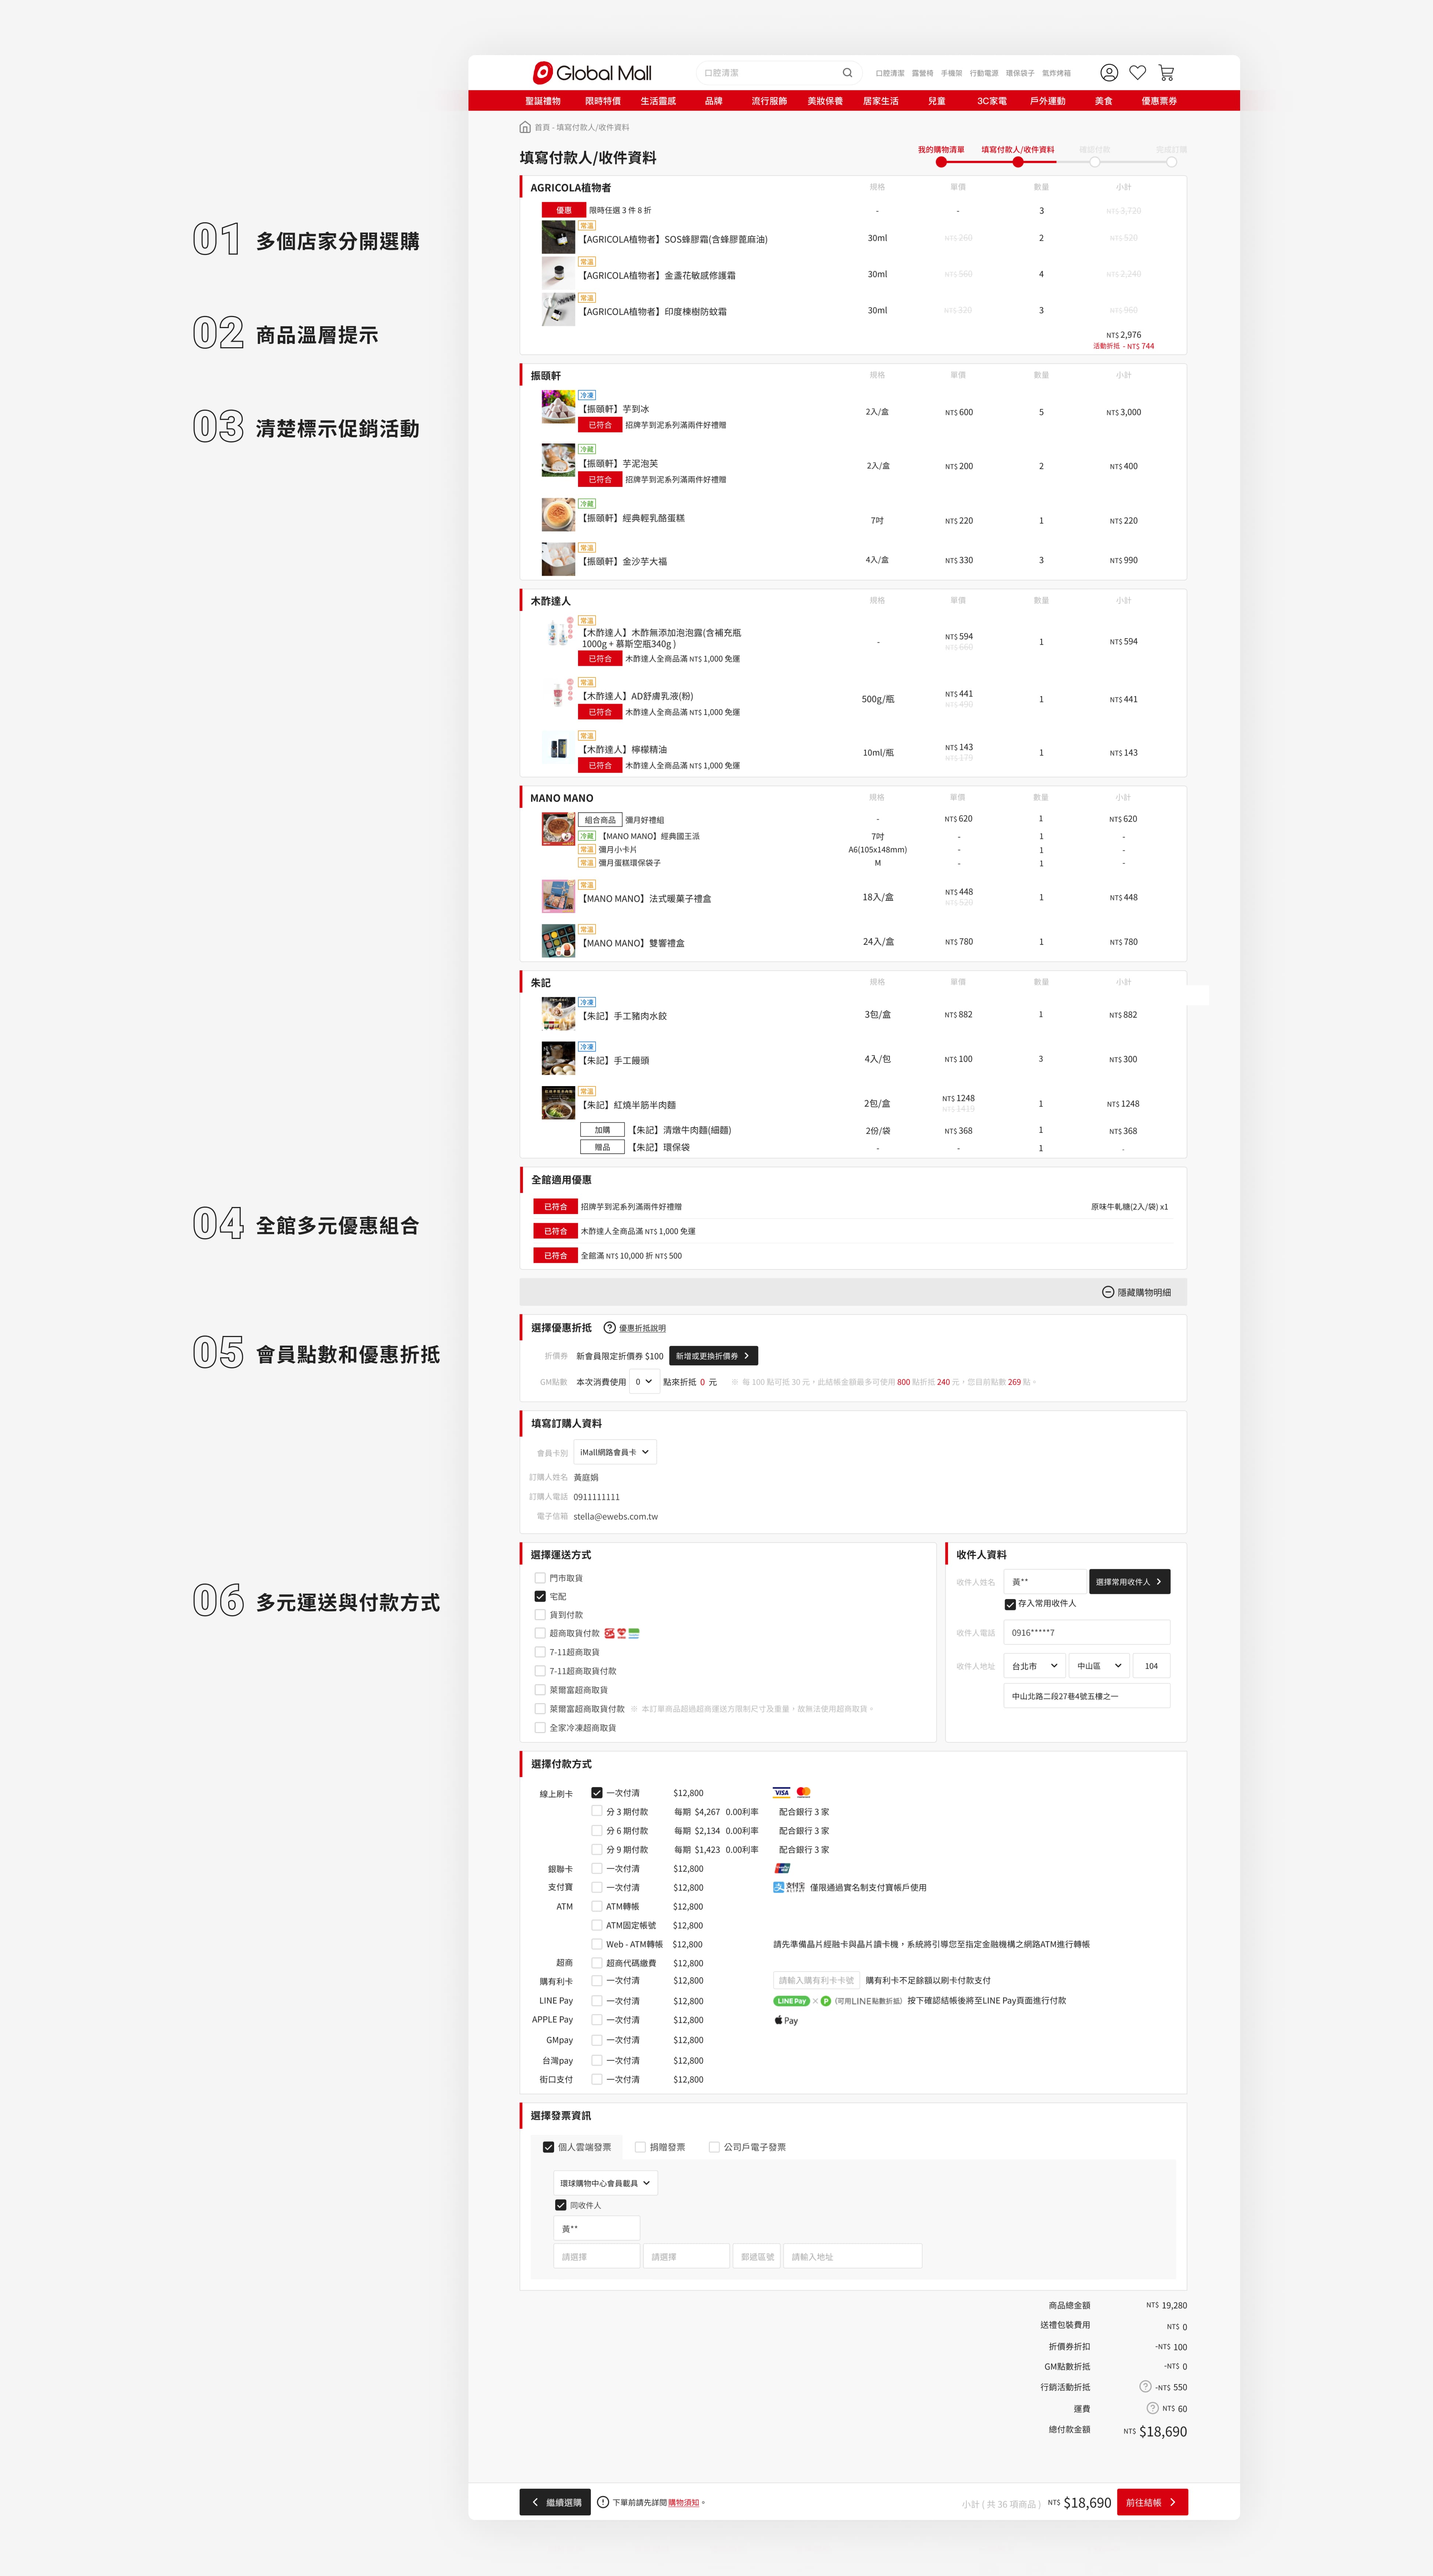 Global Mall
口腔清潔
口腔清潔 露營椅 手機架 行動電源 環保袋子 氣炸烤箱
聖誕禮物 限時特價 生活靈感 品牌 流行服飾 美妝保養 居家生活 兒童 3C家電 戶外運動 美食 優惠票券
首頁 - 填寫付款人/收件資料
填寫付款人/收件資料
我的購物清單 填寫付款人/收件資料 確認付款 完成訂購
01 多個店家分開選購
02 商品溫層提示
03 清楚標示促銷活動
04 全館多元優惠組合
05 會員點數和優惠折抵
06 多元運送與付款方式
AGRICOLA植物者 規格 單價 數量 小計
優惠 限時任選 3 件 8 折 - - 3 NT$ 3,720
常溫
【AGRICOLA植物者】SOS蜂膠霜(含蜂膠蓖麻油) 30ml NT$ 260 2 NT$ 520
常溫
【AGRICOLA植物者】金盞花敏感修護霜 30ml NT$ 560 4 NT$ 2,240
常溫
【AGRICOLA植物者】印度楝樹防蚊霜 30ml NT$ 320 3 NT$ 960
NT$ 2,976
活動折抵 - NT$ 744
振頤軒 規格 單價 數量 小計
冷凍
【振頤軒】芋到冰 2入/盒 NT$ 600 5 NT$ 3,000
已符合 招牌芋到泥系列滿兩件好禮贈
冷藏
【振頤軒】芋泥泡芙 2入/盒 NT$ 200 2 NT$ 400
已符合 招牌芋到泥系列滿兩件好禮贈
冷藏
【振頤軒】經典輕乳酪蛋糕 7吋 NT$ 220 1 NT$ 220
常溫
【振頤軒】金沙芋大福 4入/盒 NT$ 330 3 NT$ 990
木酢達人 規格 單價 數量 小計
常溫
【木酢達人】木酢無添加泡泡露(含補充瓶
1000g + 慕斯空瓶340g ) - NT$ 594 NT$ 660 1 NT$ 594
已符合 木酢達人全商品滿 NT$ 1,000 免運
常溫
【木酢達人】AD舒膚乳液(粉) 500g/瓶 NT$ 441 NT$ 490 1 NT$ 441
已符合 木酢達人全商品滿 NT$ 1,000 免運
常溫
【木酢達人】檸檬精油 10ml/瓶 NT$ 143 NT$ 179 1 NT$ 143
已符合 木酢達人全商品滿 NT$ 1,000 免運
MANO MANO 規格 單價 數量 小計
組合商品 彌月好禮組 - NT$ 620 1 NT$ 620
冷藏 【MANO MANO】經典國王派 7吋 - 1 -
常溫 彌月小卡片 A6(105x148mm) - 1 -
常溫 彌月蛋糕環保袋子 M - 1 -
常溫
【MANO MANO】法式暖菓子禮盒 18入/盒 NT$ 448 NT$ 520 1 NT$ 448
常溫
【MANO MANO】雙響禮盒 24入/盒 NT$ 780 1 NT$ 780
朱記 規格 單價 數量 小計
冷凍
【朱記】手工豬肉水餃 3包/盒 NT$ 882 1 NT$ 882
冷凍
【朱記】手工饅頭 4入/包 NT$ 100 3 NT$ 300
常溫
【朱記】紅燒半筋半肉麵 2包/盒 NT$ 1248 NT$ 1419 1 NT$ 1248
加購 【朱記】清燉牛肉麵(細麵) 2份/袋 NT$ 368 1 NT$ 368
贈品 【朱記】環保袋 - - 1 -
全館適用優惠
已符合 招牌芋到泥系列滿兩件好禮贈 原味牛軋糖(2入/袋) x1
已符合 木酢達人全商品滿 NT$ 1,000 免運
已符合 全館滿 NT$ 10,000 折 NT$ 500
隱藏購物明細
選擇優惠折抵 優惠折抵說明
折價券 新會員限定折價券 $100 新增或更換折價券
GM點數 本次消費使用 0 點來折抵 0 元 ※ 每 100 點可抵 30 元，此結帳金額最多可使用 800 點折抵 240 元，您目前點數 269 點。
填寫訂購人資料
會員卡別 iMall網路會員卡
訂購人姓名 黃庭娟
訂購人電話 0911111111
電子信箱 stella@ewebs.com.tw
選擇運送方式
門市取貨
宅配
貨到付款
超商取貨付款
7-11超商取貨
7-11超商取貨付款
萊爾富超商取貨
萊爾富超商取貨付款 ※ 本訂單商品超過超商運送方限制尺寸及重量，故無法使用超商取貨。
全家冷凍超商取貨
收件人資料
收件人姓名 黃** 選擇常用收件人
存入常用收件人
收件人電話 0916*****7
收件人地址 台北市 中山區 104
中山北路二段27巷4號五樓之一
選擇付款方式
線上刷卡 一次付清 $12,800 VISA
分 3 期付款 每期 $4,267 0.00利率 配合銀行 3 家
分 6 期付款 每期 $2,134 0.00利率 配合銀行 3 家
分 9 期付款 每期 $1,423 0.00利率 配合銀行 3 家
銀聯卡 一次付清 $12,800
支付寶 一次付清 $12,800 支付宝 僅限通過實名制支付寶帳戶使用
ATM ATM轉帳 $12,800
ATM固定帳號 $12,800
Web - ATM轉帳 $12,800 請先準備晶片經融卡與晶片讀卡機，系統將引導您至指定金融機構之網路ATM進行轉帳
超商 超商代碼繳費 $12,800
購有利卡 一次付清 $12,800 請輸入購有利卡卡號 購有利卡不足餘額以刷卡付款支付
LINE Pay 一次付清 $12,800 LINE Pay × P (可用LINE點數折抵) 按下確認結帳後將至LINE Pay頁面進行付款
APPLE Pay 一次付清 $12,800 Pay
GMpay 一次付清 $12,800
台灣pay 一次付清 $12,800
街口支付 一次付清 $12,800
選擇發票資訊
個人雲端發票 捐贈發票 公司戶電子發票
環球購物中心會員載具
同收件人
黃**
請選擇 請選擇 郵遞區號 請輸入地址
商品總金額 NT$ 19,280
送禮包裝費用 NT$ 0
折價券折扣 -NT$ 100
GM點數折抵 -NT$ 0
行銷活動折抵 -NT$ 550
運費 NT$ 60
總付款金額 NT$ $18,690
繼續選購 下單前請先詳閱購物須知。 小計 ( 共 36 項商品 ) NT$ $18,690 前往結帳